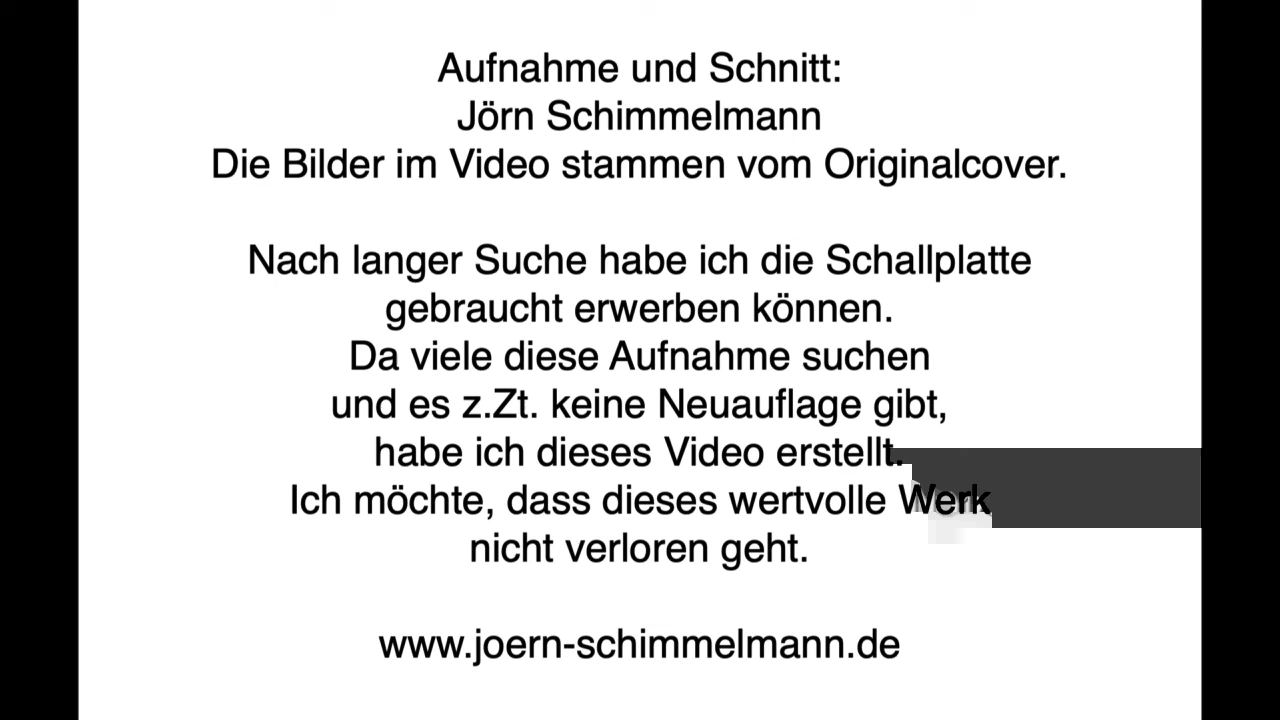 Aufnahme und Schnitt:
Jörn Schimmelmann
Die Bilder im Video stammen vom Originalcover.
Nach langer Suche habe ich die Schallplatte
gebraucht erwerben können.
Da viele diese Aufnahme suchen
und es z.Zt. keine Neuauflage gibt,
habe ich dieses Video erstellt.
Ich möchte, dass dieses wertvolle Werk
nicht verloren geht.
www.joern-schimmelmann.de